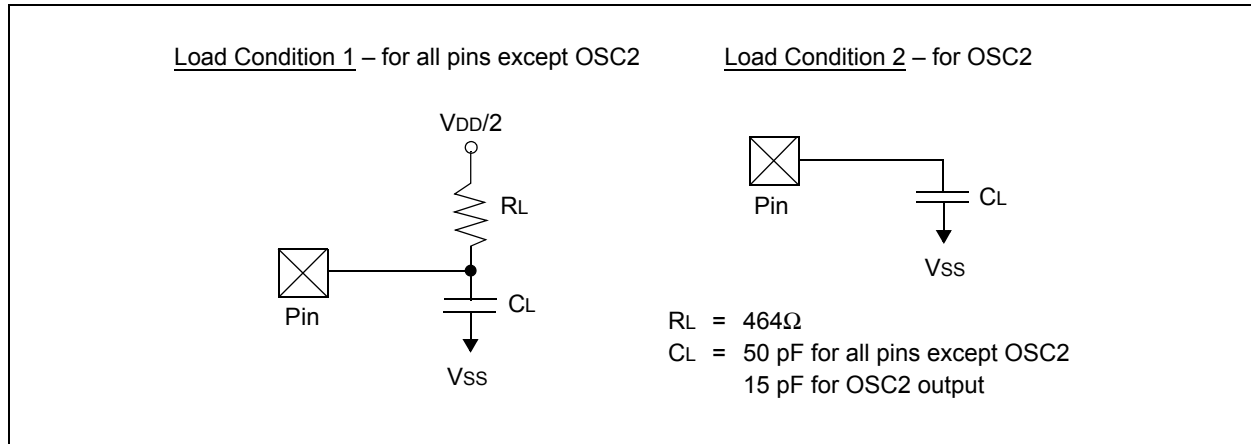 Load Condition 1 – for all pins except OSC2
VDD/2
RL
Pin
CL
VSS
Load Condition 2 – for OSC2
Pin
CL
VSS
RL = 464Ω
CL = 50 pF for all pins except OSC2
15 pF for OSC2 output